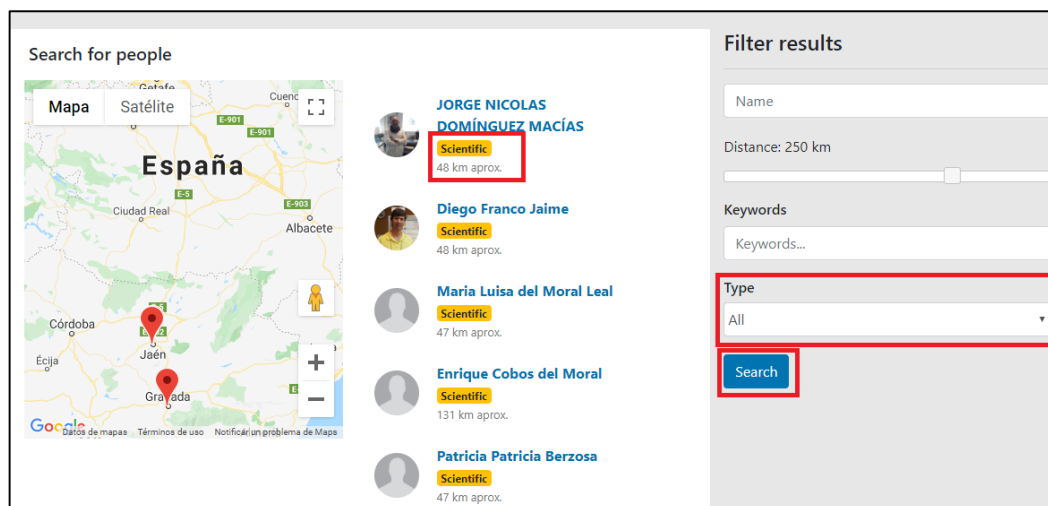 Search for people
Mapa
Satélite
Getafe
Cuenc
E-901
E-901
España
E-5
Ciudad Real
E-903
Albacete
Córdoba
Jaén
Écija
Granada
Google
Datos de mapas
Términos de uso
Notificar un problema de Maps
JORGE NICOLAS
DOMÍNGUEZ MACÍAS
Scientific
48 km aprox.
Diego Franco Jaime
Scientific
48 km aprox.
Maria Luisa del Moral Leal
Scientific
47 km aprox.
Enrique Cobos del Moral
Scientific
131 km aprox.
Patricia Patricia Berzosa
Scientific
47 km aprox.
Filter results
Name
Distance: 250 km
Keywords
Keywords...
Type
All
Search